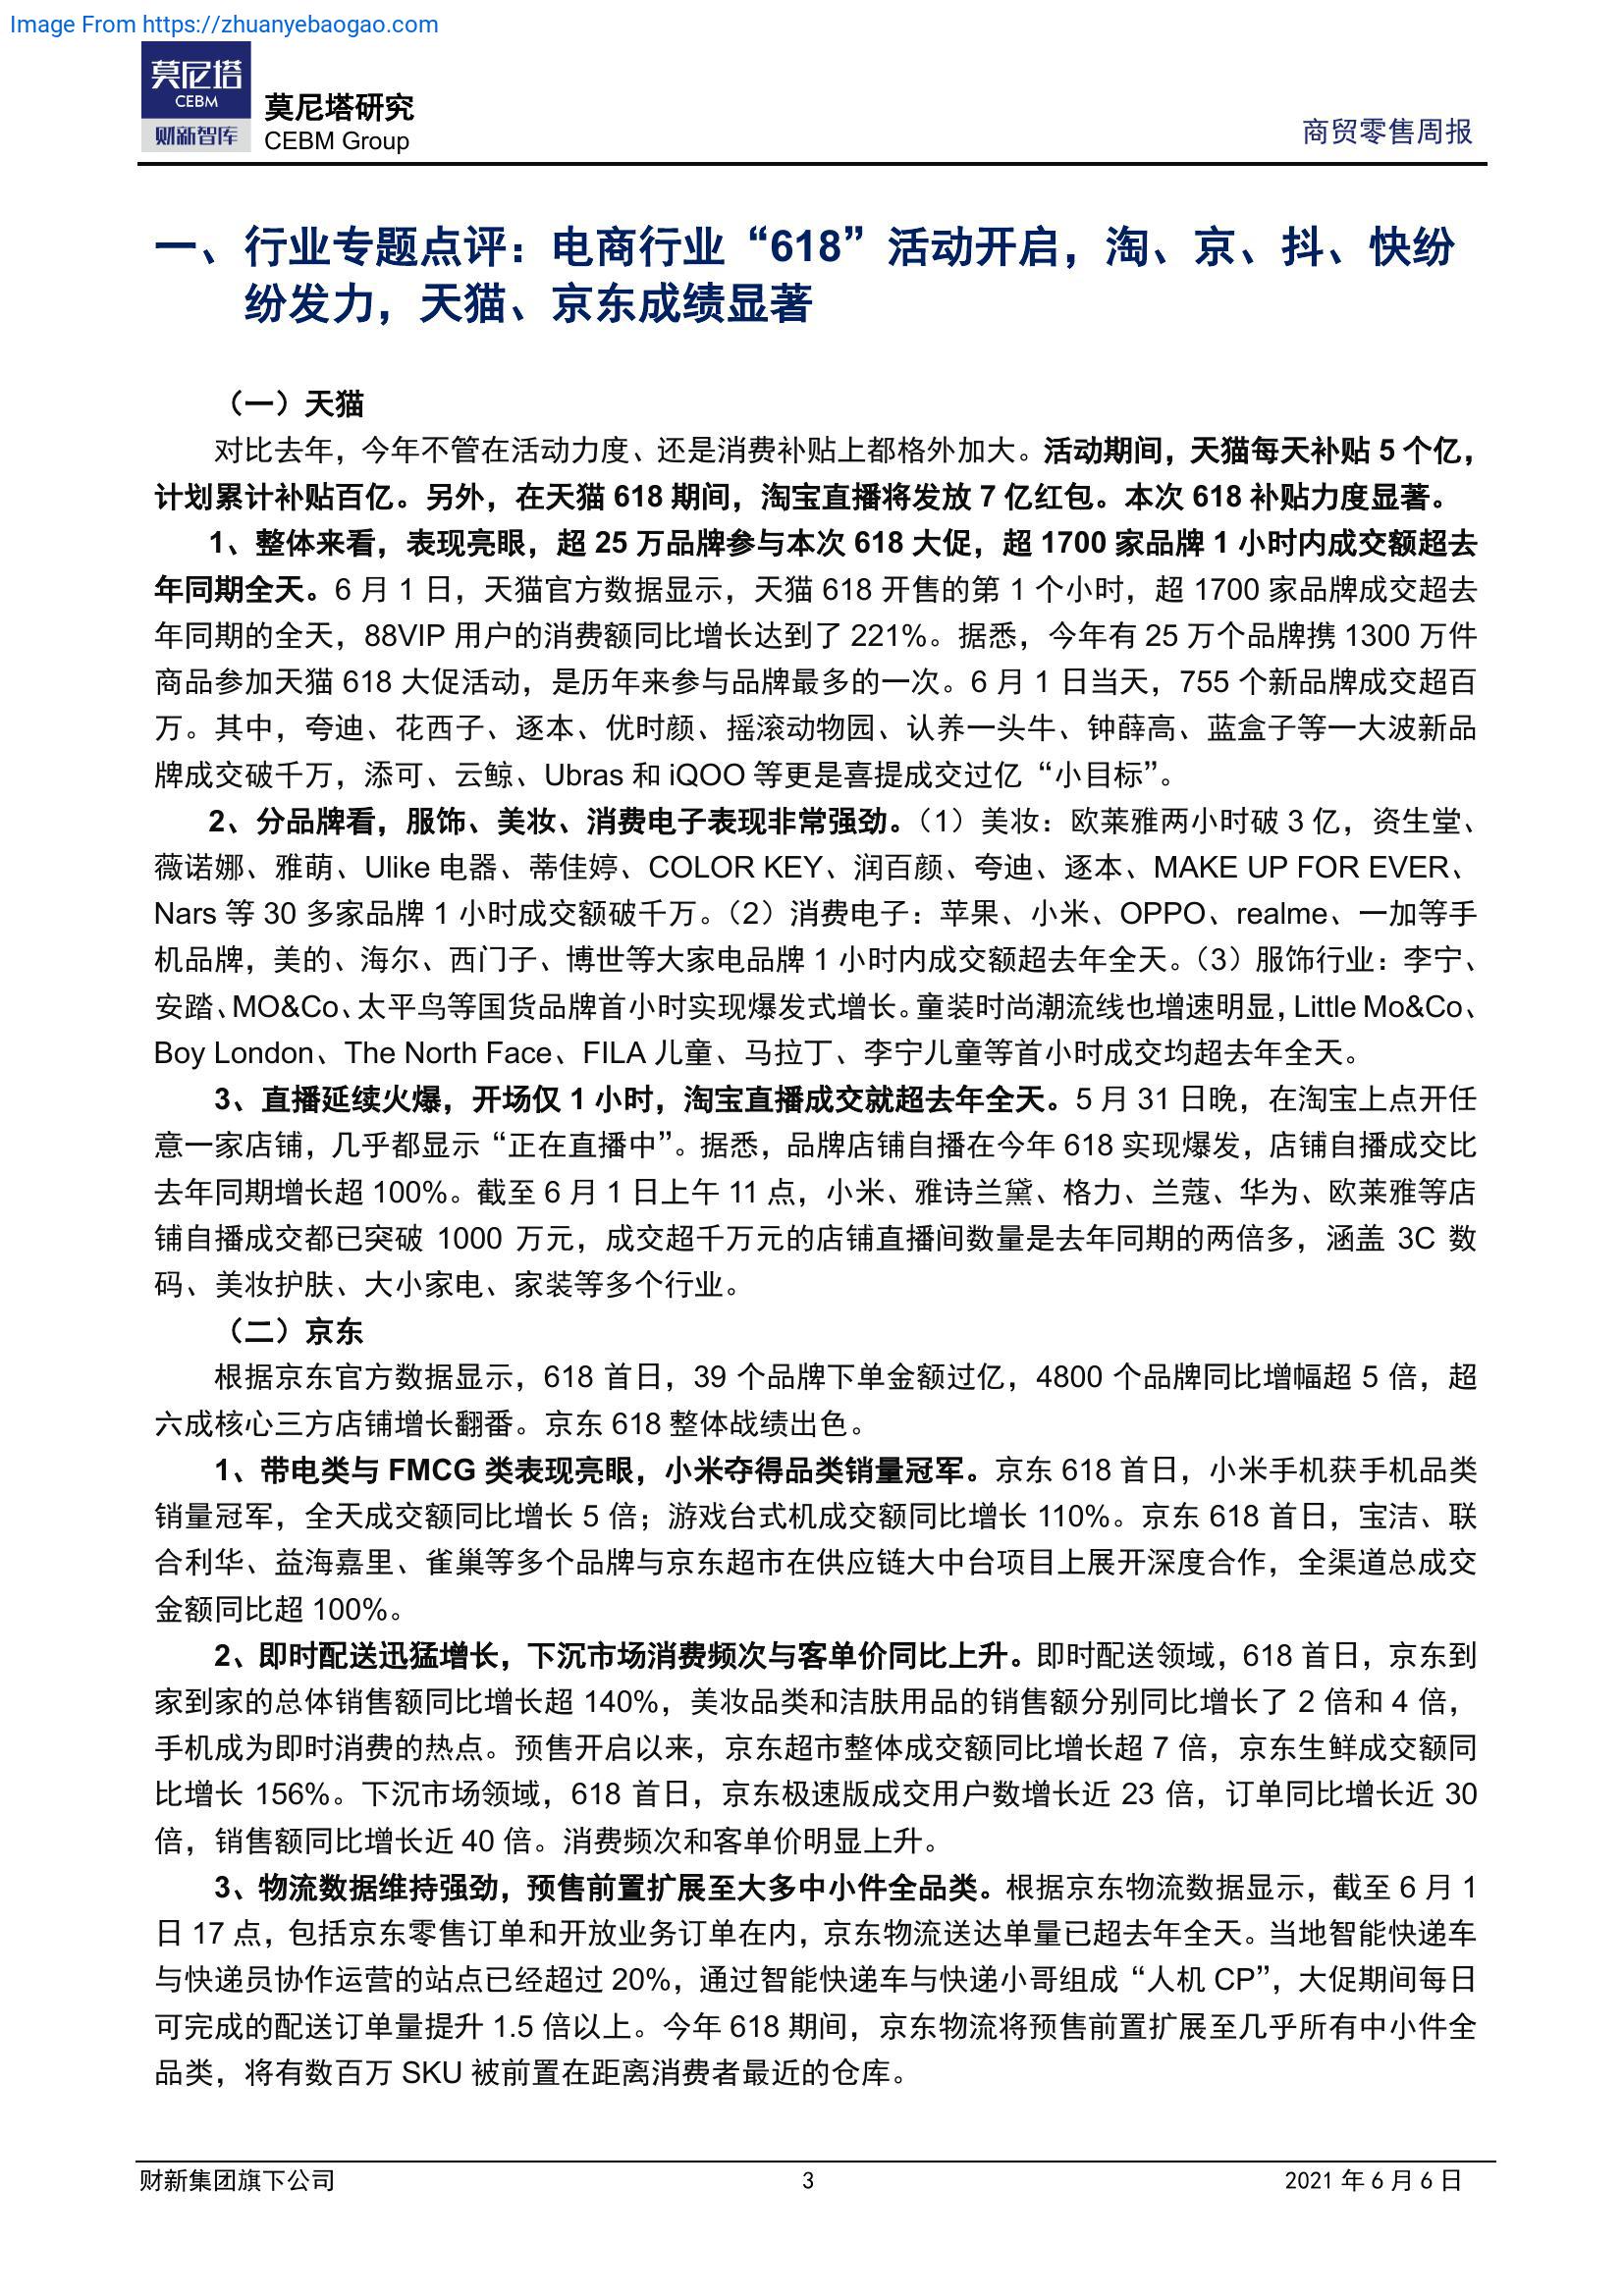 Image From https://zhuanyebaogao.com
莫尼塔
CEBM
财新智库
莫尼塔研究
CEBM Group
商贸零售周报
一、行业专题点评：电商行业“618”活动开启，淘、京、抖、快纷
纷发力，天猫、京东成绩显著
（一）天猫
对比去年，今年不管在活动力度、还是消费补贴上都格外加大。活动期间，天猫每天补贴 5 个亿，
计划累计补贴百亿。另外，在天猫 618 期间，淘宝直播将发放 7 亿红包。本次 618 补贴力度显著。
1、整体来看，表现亮眼，超 25 万品牌参与本次 618 大促，超 1700 家品牌 1 小时内成交额超去
年同期全天。6 月 1 日，天猫官方数据显示，天猫 618 开售的第 1 个小时，超 1700 家品牌成交超去
年同期的全天，88VIP 用户的消费额同比增长达到了 221%。据悉，今年有 25 万个品牌携 1300 万件
商品参加天猫 618 大促活动，是历年来参与品牌最多的一次。6 月 1 日当天，755 个新品牌成交超百
万。其中，夸迪、花西子、逐本、优时颜、摇滚动物园、认养一头牛、钟薛高、蓝盒子等一大波新品
牌成交破千万，添可、云鲸、Ubras 和 iQOO 等更是喜提成交过亿“小目标”。
2、分品牌看，服饰、美妆、消费电子表现非常强劲。（1）美妆：欧莱雅两小时破 3 亿，资生堂、
薇诺娜、雅萌、Ulike 电器、蒂佳婷、COLOR KEY、润百颜、夸迪、逐本、MAKE UP FOR EVER、
Nars 等 30 多家品牌 1 小时成交额破千万。（2）消费电子：苹果、小米、OPPO、realme、一加等手
机品牌，美的、海尔、西门子、博世等大家电品牌 1 小时内成交额超去年全天。（3）服饰行业：李宁、
安踏、MO&Co、太平鸟等国货品牌首小时实现爆发式增长。童装时尚潮流线也增速明显，Little Mo&Co、
Boy London、The North Face、FILA 儿童、马拉丁、李宁儿童等首小时成交均超去年全天。
3、直播延续火爆，开场仅 1 小时，淘宝直播成交就超去年全天。5 月 31 日晚，在淘宝上点开任
意一家店铺，几乎都显示“正在直播中”。据悉，品牌店铺自播在今年 618 实现爆发，店铺自播成交比
去年同期增长超 100%。截至 6 月 1 日上午 11 点，小米、雅诗兰黛、格力、兰蔻、华为、欧莱雅等店
铺自播成交都已突破 1000 万元，成交超千万元的店铺直播间数量是去年同期的两倍多，涵盖 3C 数
码、美妆护肤、大小家电、家装等多个行业。
（二）京东
根据京东官方数据显示，618 首日，39 个品牌下单金额过亿，4800 个品牌同比增幅超 5 倍，超
六成核心三方店铺增长翻番。京东 618 整体战绩出色。
1、带电类与 FMCG 类表现亮眼，小米夺得品类销量冠军。京东 618 首日，小米手机获手机品类
销量冠军，全天成交额同比增长 5 倍；游戏台式机成交额同比增长 110%。京东 618 首日，宝洁、联
合利华、益海嘉里、雀巢等多个品牌与京东超市在供应链大中台项目上展开深度合作，全渠道总成交
金额同比超 100%。
2、即时配送迅猛增长，下沉市场消费频次与客单价同比上升。即时配送领域，618 首日，京东到
家到家的总体销售额同比增长超 140%，美妆品类和洁肤用品的销售额分别同比增长了 2 倍和 4 倍，
手机成为即时消费的热点。预售开启以来，京东超市整体成交额同比增长超 7 倍，京东生鲜成交额同
比增长 156%。下沉市场领域，618 首日，京东极速版成交用户数增长近 23 倍，订单同比增长近 30
倍，销售额同比增长近 40 倍。消费频次和客单价明显上升。
3、物流数据维持强劲，预售前置扩展至大多中小件全品类。根据京东物流数据显示，截至 6 月 1
日 17 点，包括京东零售订单和开放业务订单在内，京东物流送达单量已超去年全天。当地智能快递车
与快递员协作运营的站点已经超过 20%，通过智能快递车与快递小哥组成“人机 CP”，大促期间每日
可完成的配送订单量提升 1.5 倍以上。今年 618 期间，京东物流将预售前置扩展至几乎所有中小件全
品类，将有数百万 SKU 被前置在距离消费者最近的仓库。
财新集团旗下公司
3
2021 年 6 月 6 日